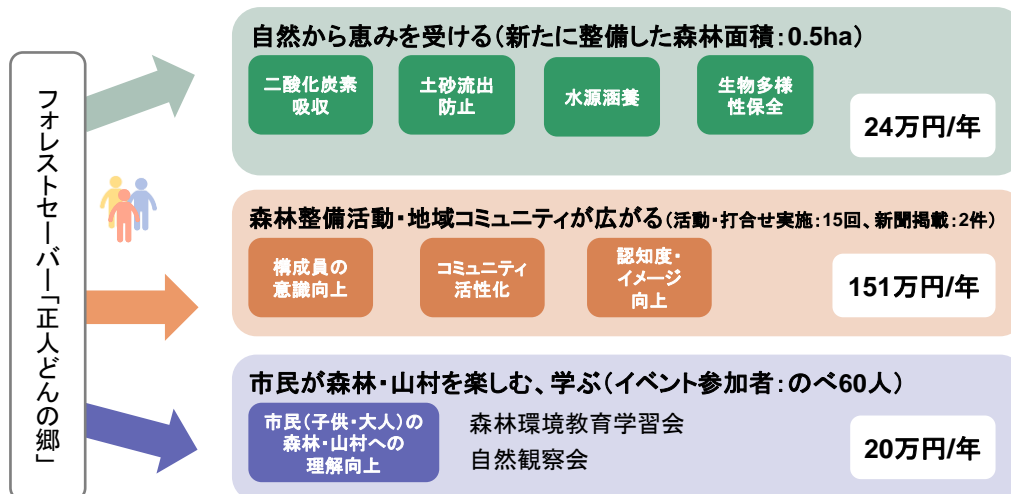 フォレストセーバー「正人どんの郷」
自然から恵みを受ける（新たに整備した森林面積：0.5ha）
二酸化炭素
吸収
土砂流出
防止
水源涵養
生物多様
性保全
24万円/年
森林整備活動・地域コミュニティが広がる（活動・打合せ実施：15回、新聞掲載：2件）
構成員の
意識向上
コミュニティ
活性化
認知度・
イメージ
向上
151万円/年
市民が森林・山村を楽しむ、学ぶ（イベント参加者：のべ60人）
市民（子供・大人）の
森林・山村への
理解向上
森林環境教育学習会
自然観察会
20万円/年